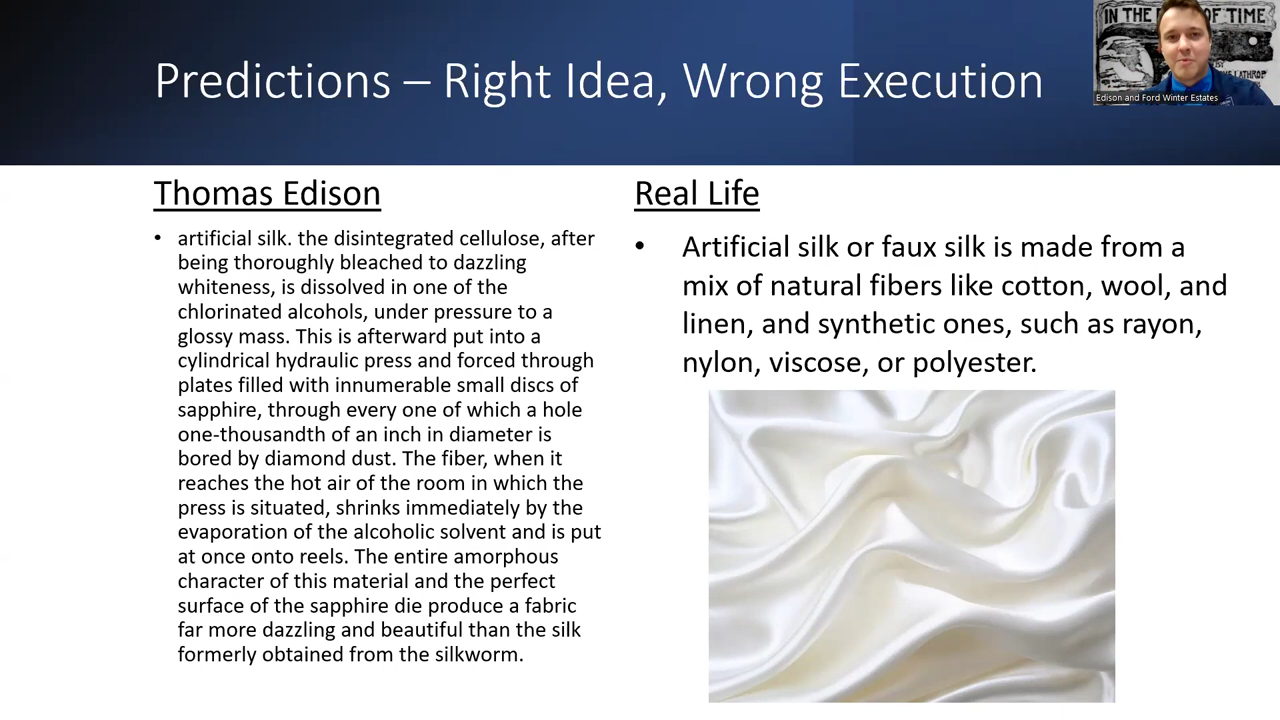 Predictions – Right Idea, Wrong Execution
IN THE
OF TIME
LATHROP
Edison and Ford Winter Estates
Thomas Edison
• artificial silk. the disintegrated cellulose, after
being thoroughly bleached to dazzling
whiteness, is dissolved in one of the
chlorinated alcohols, under pressure to a
glossy mass. This is afterward put into a
cylindrical hydraulic press and forced through
plates filled with innumerable small discs of
sapphire, through every one of which a hole
one-thousandth of an inch in diameter is
bored by diamond dust. The fiber, when it
reaches the hot air of the room in which the
press is situated, shrinks immediately by the
evaporation of the alcoholic solvent and is put
at once onto reels. The entire amorphous
character of this material and the perfect
surface of the sapphire die produce a fabric
far more dazzling and beautiful than the silk
formerly obtained from the silkworm.
Real Life
• Artificial silk or faux silk is made from a
mix of natural fibers like cotton, wool, and
linen, and synthetic ones, such as rayon,
nylon, viscose, or polyester.